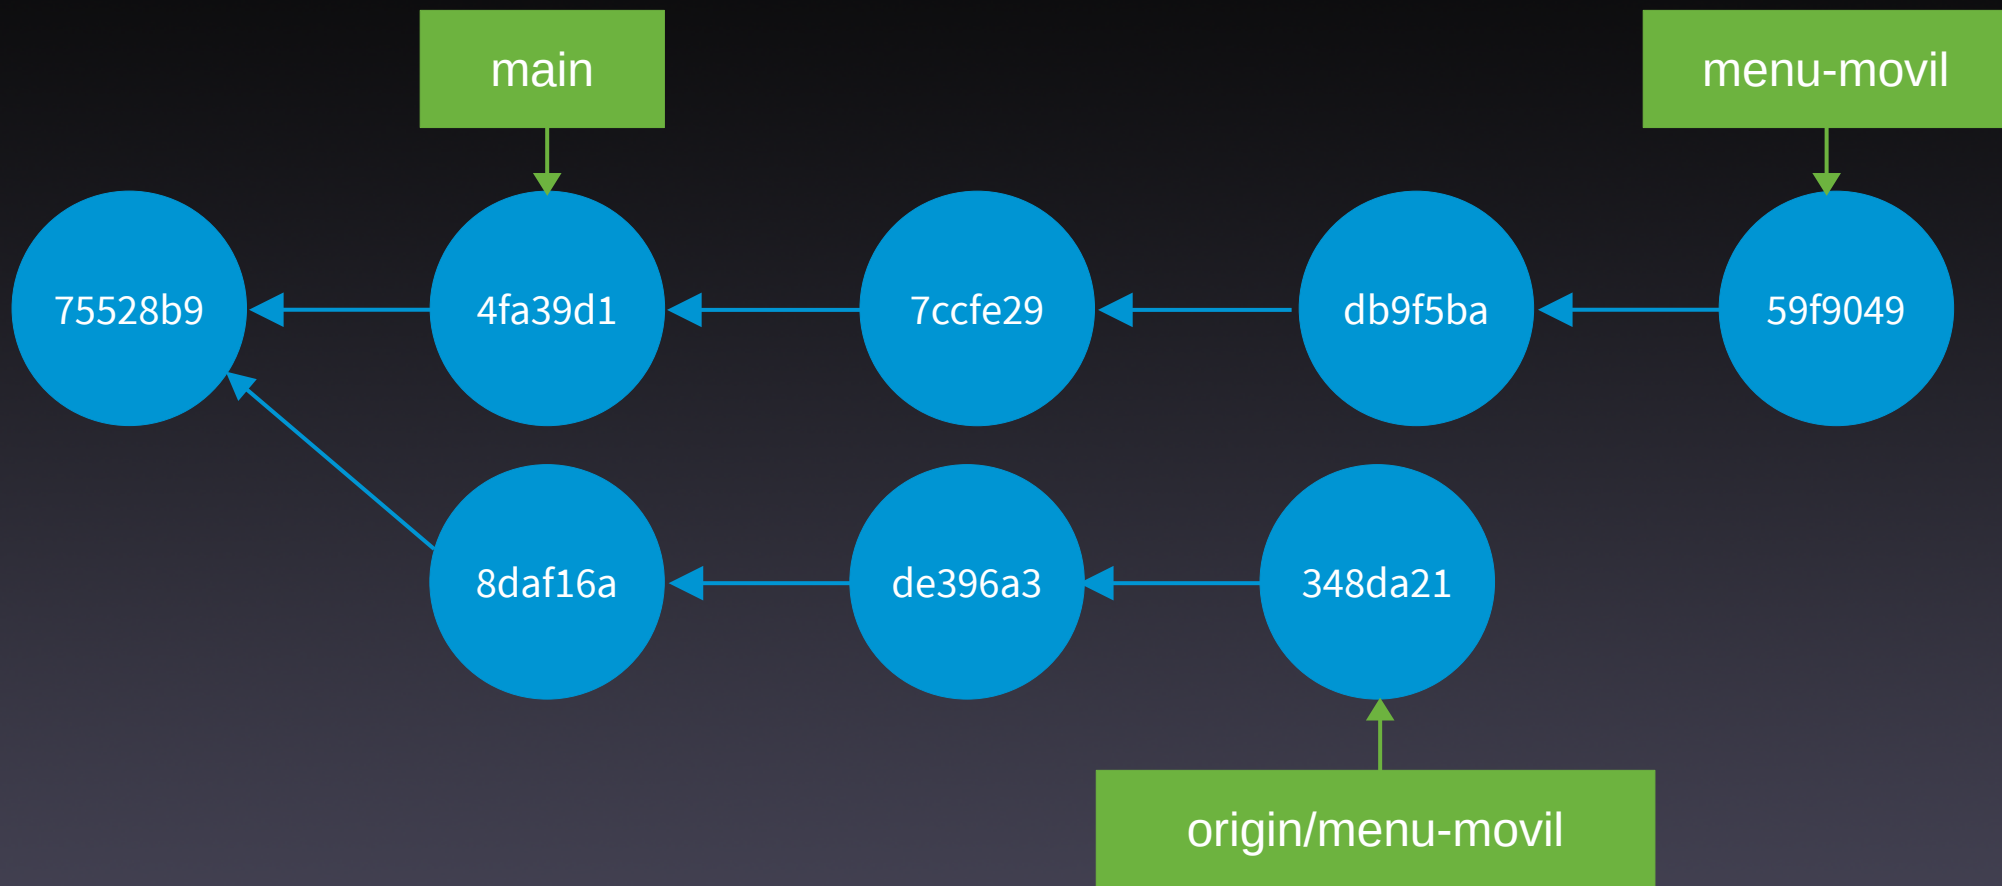 main
menu-movil
75528b9
4fa39d1
7ccfe29
db9f5ba
59f9049
8daf16a
de396a3
348da21
origin/menu-movil